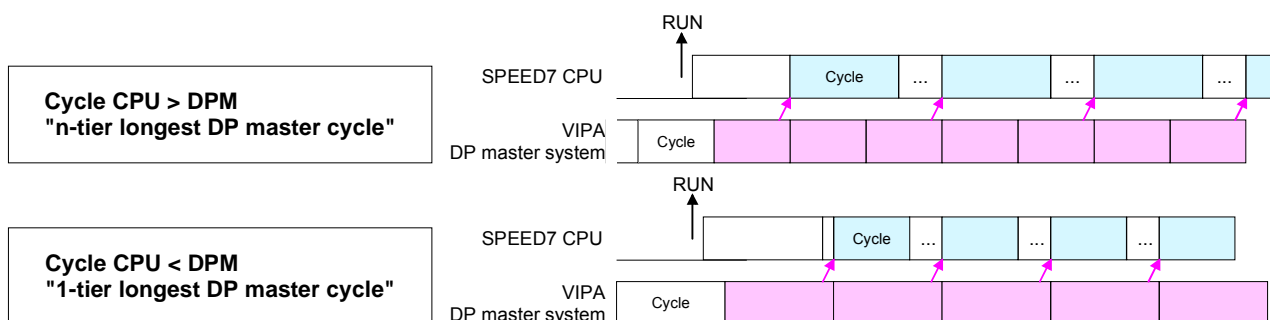 RUN
SPEED7 CPU
Cycle
...
...
...
Cycle CPU > DPM
"n-tier longest DP master cycle"
VIPA
DP master system
Cycle
RUN
SPEED7 CPU
Cycle
...
...
...
Cycle CPU < DPM
"1-tier longest DP master cycle"
VIPA
DP master system
Cycle